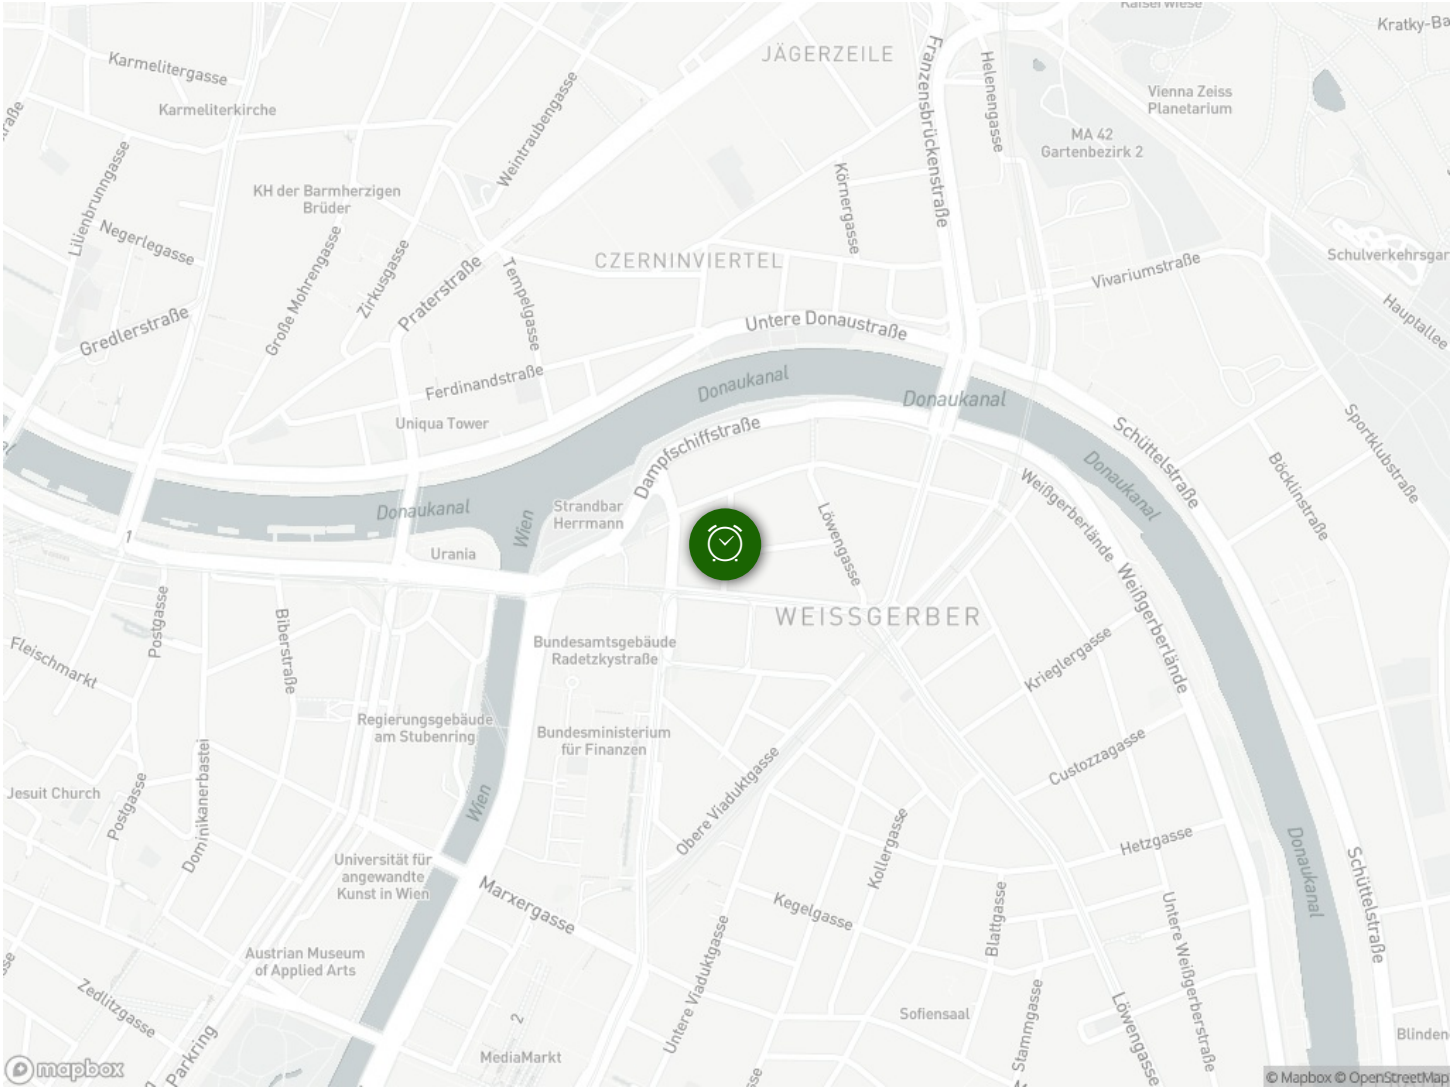 Kaiserwiese
Kratky-Ba
JÄGERZEILE
Franzensbrückenstraße
Helenengasse
Karmelitergasse
Karmeliterkirche
Weintraubengasse
Vienna Zeiss
Planetarium
MA 42
Gartenbezirk 2
Lilienbrunngasse
KH der Barmherzigen
Brüder
Körnergasse
Negerlegasse
Große Mohrengasse
Zirkusgasse
Praterstraße
Tempelgasse
CZERNINVIERTEL
Vivariumstraße
Schulverkehrsgar
Hauptallee
Gredlerstraße
Untere Donaustraße
Ferdinandstraße
Donaukanal
Donaukanal
Uniqua Tower
Dampfschiffstraße
Schüttelstraße
Sportklubstraße
Böcklinstraße
Donaukanal
Donaukanal
Strandbar
Herrmann
Wien
Löwengasse
Weißgerberlände
Weißgerberlände
1
Urania
Postgasse
Biberstraße
WEISSGERBER
Fleischmarkt
Bundesamtsgebäude
Radetzkystraße
Krieglergasse
Regierungsgebäude
am Stubenring
Bundesministerium
für Finanzen
Custozzagasse
Jesuit Church
Postgasse
Dominikanerbastei
Wien
Obere Viaduktgasse
Kollergasse
Hetzgasse
Donaukanal
Schüttelstraße
Universität für
angewandte
Kunst in Wien
Marxergasse
Kegelgasse
Blattgasse
Untere Weißgerberstraße
Austrian Museum
of Applied Arts
Untere Viaduktgasse
Zedlitzgasse
Parkring
2
Sofiensaal
Stammgasse
Löwengasse
Blinden
MediaMarkt
mapbox
© Mapbox © OpenStreetMap